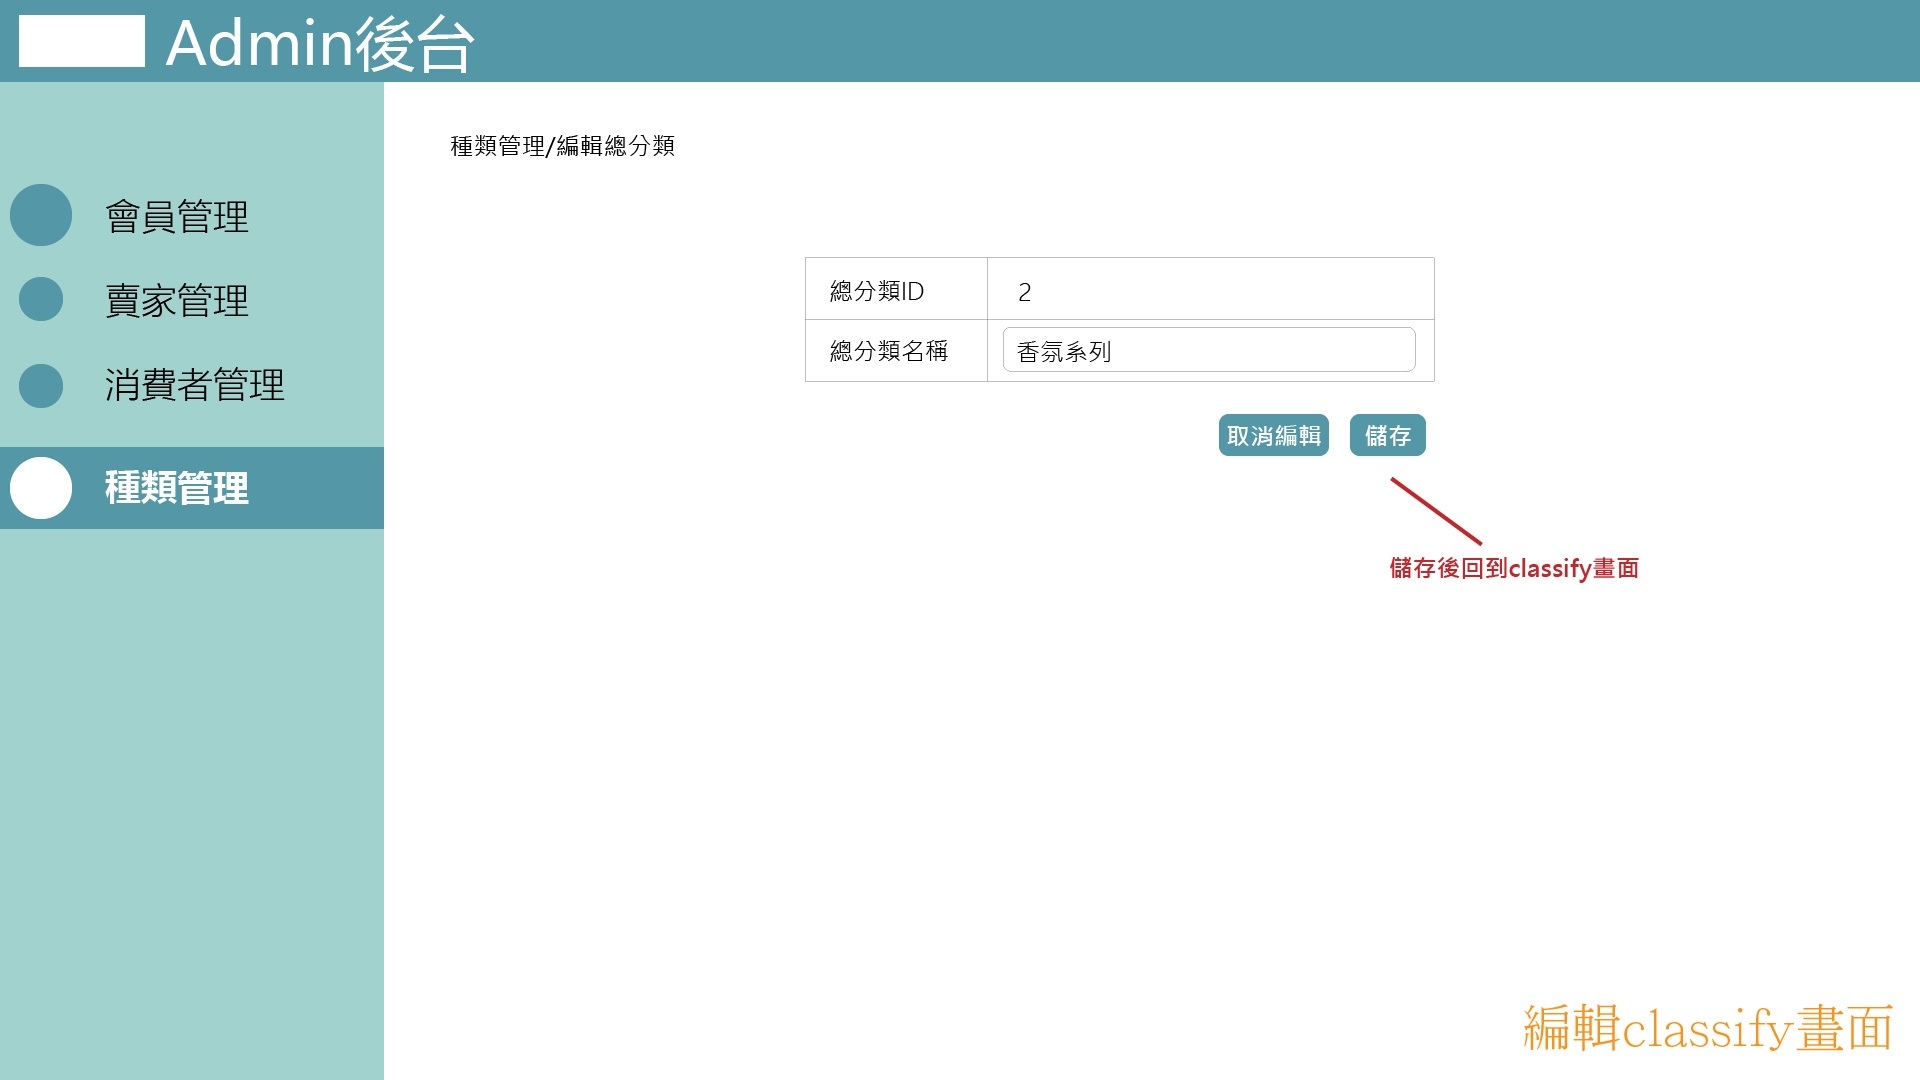 Admin後台
會員管理
賣家管理
消費者管理
種類管理
種類管理/編輯總分類
總分類ID
2
總分類名稱
香氛系列
取消編輯
儲存
儲存後回到classify畫面
編輯classify畫面